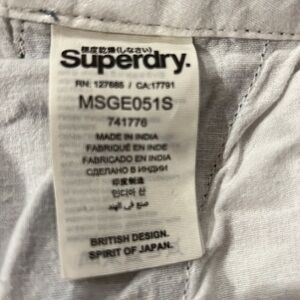 極度乾燥(しなさい)
Superdry.
RN: 127685 / CA:17791
MSGE051S
741776
MADE IN INDIA
FABRIQUÉ EN INDE
FABRICADO EN INDIA
СДЕЛАНО В ИНДИИ
印度制造
인디아 산
صنع في الهند
BRITISH DESIGN.
SPIRIT OF JAPAN.